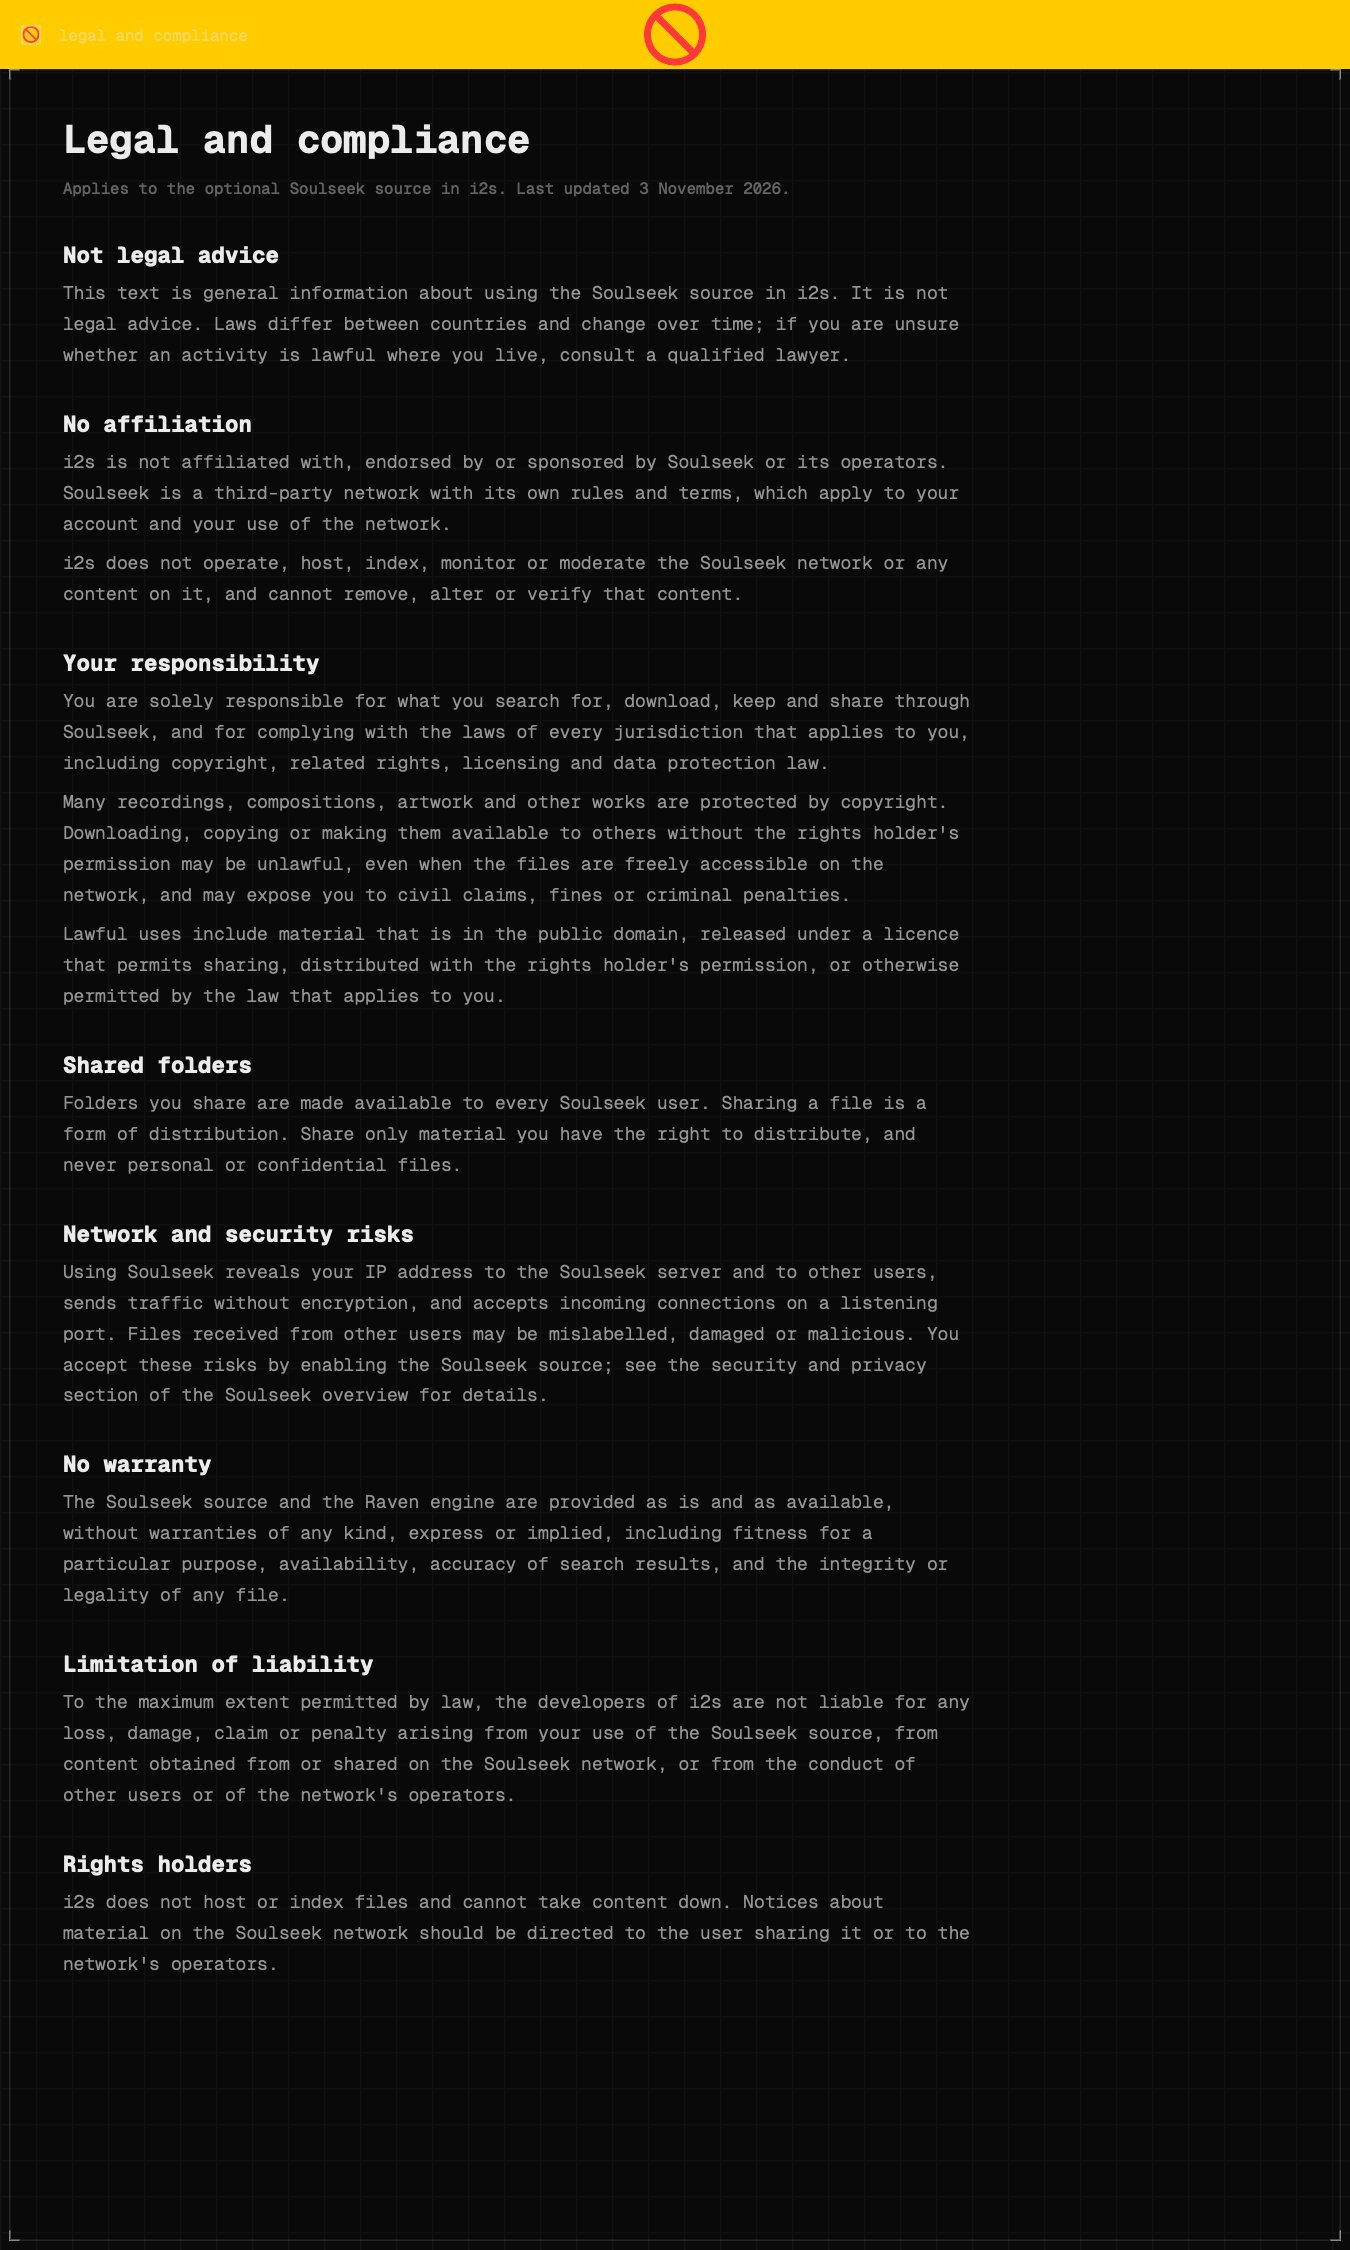 legal and compliance
Legal and compliance
Applies to the optional Soulseek source in i2s. Last updated 3 November 2026.
Not legal advice
This text is general information about using the Soulseek source in i2s. It is not
legal advice. Laws differ between countries and change over time; if you are unsure
whether an activity is lawful where you live, consult a qualified lawyer.
No affiliation
i2s is not affiliated with, endorsed by or sponsored by Soulseek or its operators.
Soulseek is a third-party network with its own rules and terms, which apply to your
account and your use of the network.
i2s does not operate, host, index, monitor or moderate the Soulseek network or any
content on it, and cannot remove, alter or verify that content.
Your responsibility
You are solely responsible for what you search for, download, keep and share through
Soulseek, and for complying with the laws of every jurisdiction that applies to you,
including copyright, related rights, licensing and data protection law.
Many recordings, compositions, artwork and other works are protected by copyright.
Downloading, copying or making them available to others without the rights holder's
permission may be unlawful, even when the files are freely accessible on the
network, and may expose you to civil claims, fines or criminal penalties.
Lawful uses include material that is in the public domain, released under a licence
that permits sharing, distributed with the rights holder's permission, or otherwise
permitted by the law that applies to you.
Shared folders
Folders you share are made available to every Soulseek user. Sharing a file is a
form of distribution. Share only material you have the right to distribute, and
never personal or confidential files.
Network and security risks
Using Soulseek reveals your IP address to the Soulseek server and to other users,
sends traffic without encryption, and accepts incoming connections on a listening
port. Files received from other users may be mislabelled, damaged or malicious. You
accept these risks by enabling the Soulseek source; see the security and privacy
section of the Soulseek overview for details.
No warranty
The Soulseek source and the Raven engine are provided as is and as available,
without warranties of any kind, express or implied, including fitness for a
particular purpose, availability, accuracy of search results, and the integrity or
legality of any file.
Limitation of liability
To the maximum extent permitted by law, the developers of i2s are not liable for any
loss, damage, claim or penalty arising from your use of the Soulseek source, from
content obtained from or shared on the Soulseek network, or from the conduct of
other users or of the network's operators.
Rights holders
i2s does not host or index files and cannot take content down. Notices about
material on the Soulseek network should be directed to the user sharing it or to the
network's operators.